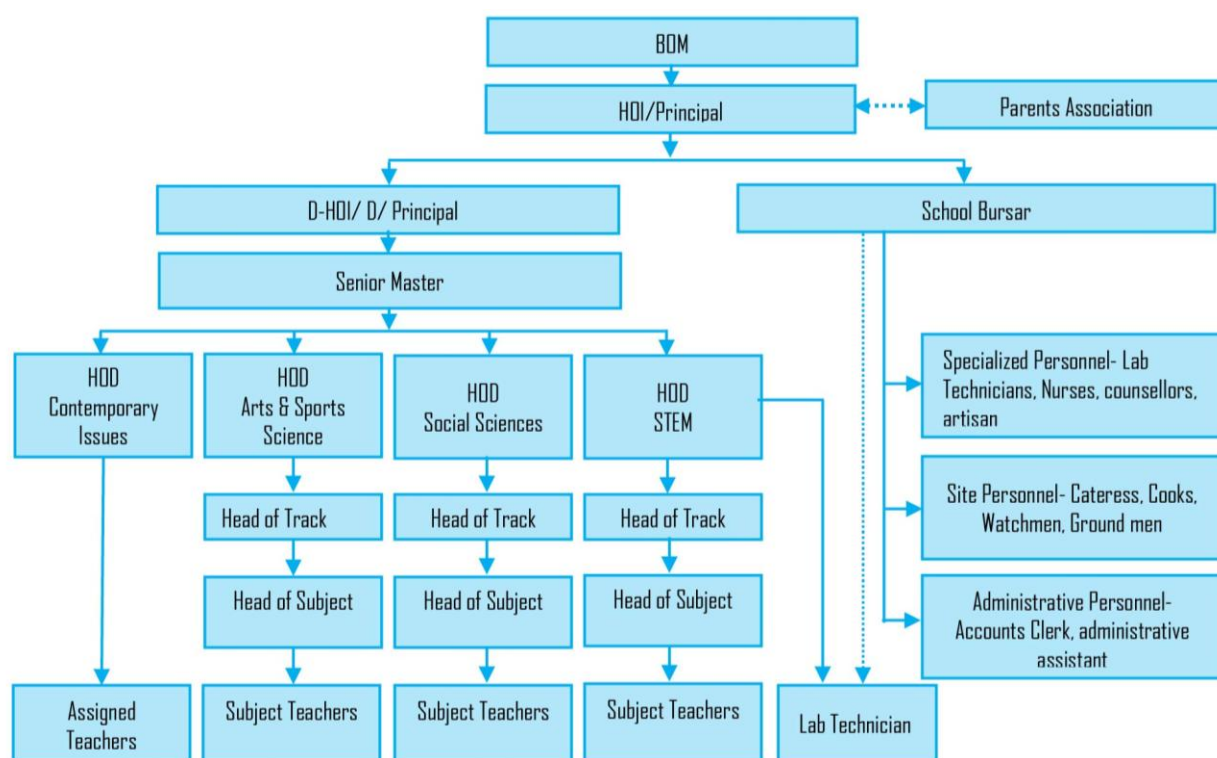 BOM
HOI/Principal
Parents Association
D-HOI/ D/ Principal
School Bursar
Senior Master
HOD
Contemporary
Issues
HOD
Arts & Sports
Science
HOD
Social Sciences
HOD
STEM
Specialized Personnel- Lab
Technicians, Nurses, counsellors,
artisan
Head of Track
Head of Track
Head of Track
Site Personnel- Cateress, Cooks,
Watchmen, Ground men
Head of Subject
Head of Subject
Head of Subject
Administrative Personnel-
Accounts Clerk, administrative
assistant
Assigned
Teachers
Subject Teachers
Subject Teachers
Subject Teachers
Lab Technician